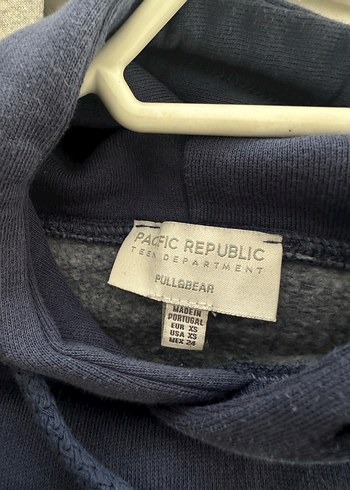 PACIFIC REPUBLIC
TEEN DEPARTMENT
PULL&BEAR
MADE IN
PORTUGAL
EUR XS
USA XS
MEX 24